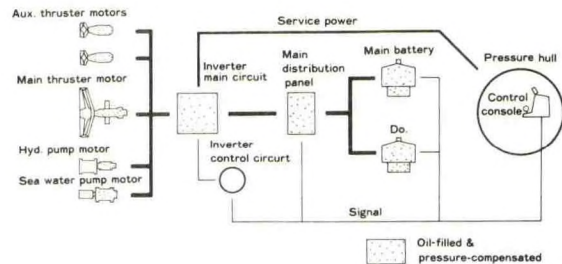 Aux. thruster motors
Service power
Main thruster motor
Inverter
main circuit
Main
distribution
panel
Main battery
Pressure hull
Control
console
Do.
Hyd. pump motor
Inverter
control circurt
Sea water pump motor
Signal
Oil-filled &
pressure-compensated